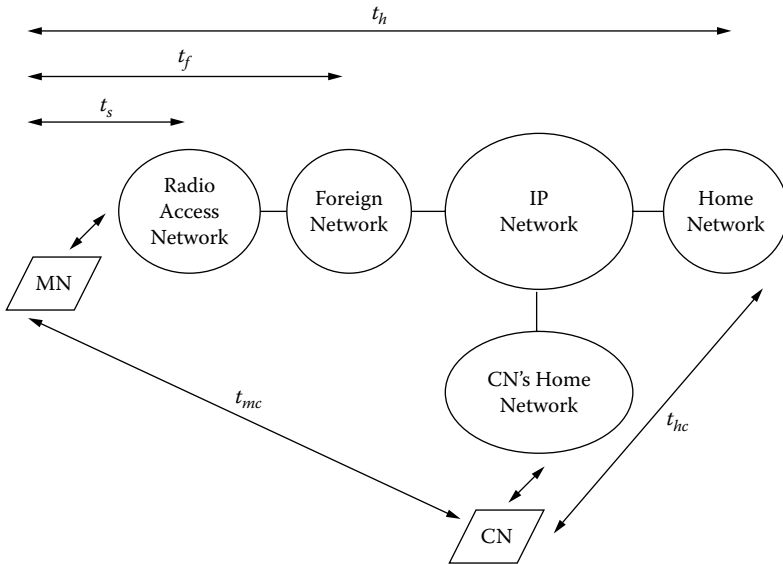 t_h
t_f
t_s
Radio
Access
Network
Foreign
Network
IP
Network
Home
Network
MN
CN's Home
Network
t_mc
t_hc
CN